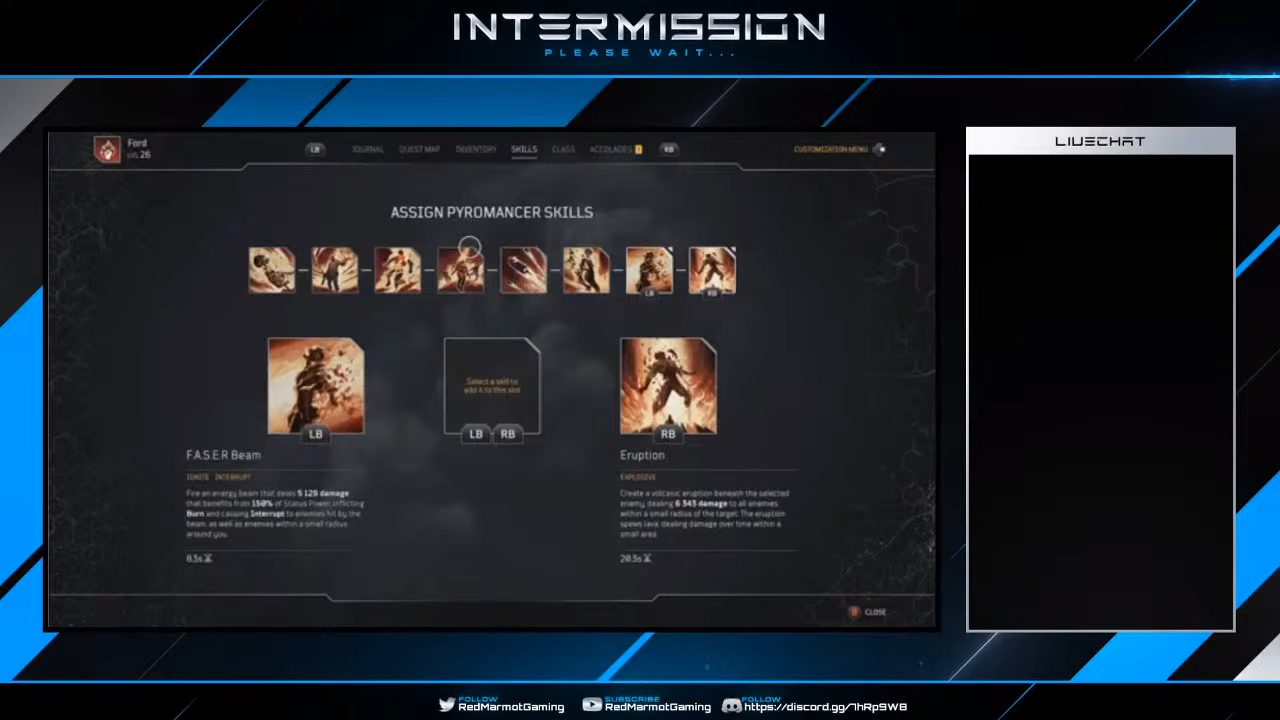 INTERMISSION
PLEASE WAIT...
Ford
LVL 26
LB JOURNAL QUEST MAP INVENTORY SKILLS CLASS ACCOLADES RB CUSTOMIZATION MENU
LIVECHAT
ASSIGN PYROMANCER SKILLS
LB RB
Select a skill to
add it to this slot
LB LB RB RB
F.A.S.E.R Beam
IGNITE INTERRUPT
Fire an energy beam that deals 5 129 damage
that benefits from 150% of Status Power, inflicting
Burn and causing Interrupt to enemies hit by the
beam, as well as enemies within a small radius
around you.
8.5s
Eruption
EXPLOSIVE
Create a volcanic eruption beneath the selected
enemy, dealing 6 343 damage to all enemies
within a small radius of the target. The eruption
spews lava, dealing damage over time within a
small area.
20.5s
CLOSE
FOLLOW
RedMarmotGaming
SUBSCRIBE
RedMarmotGaming
FOLLOW
https://discord.gg/7hRpSW8